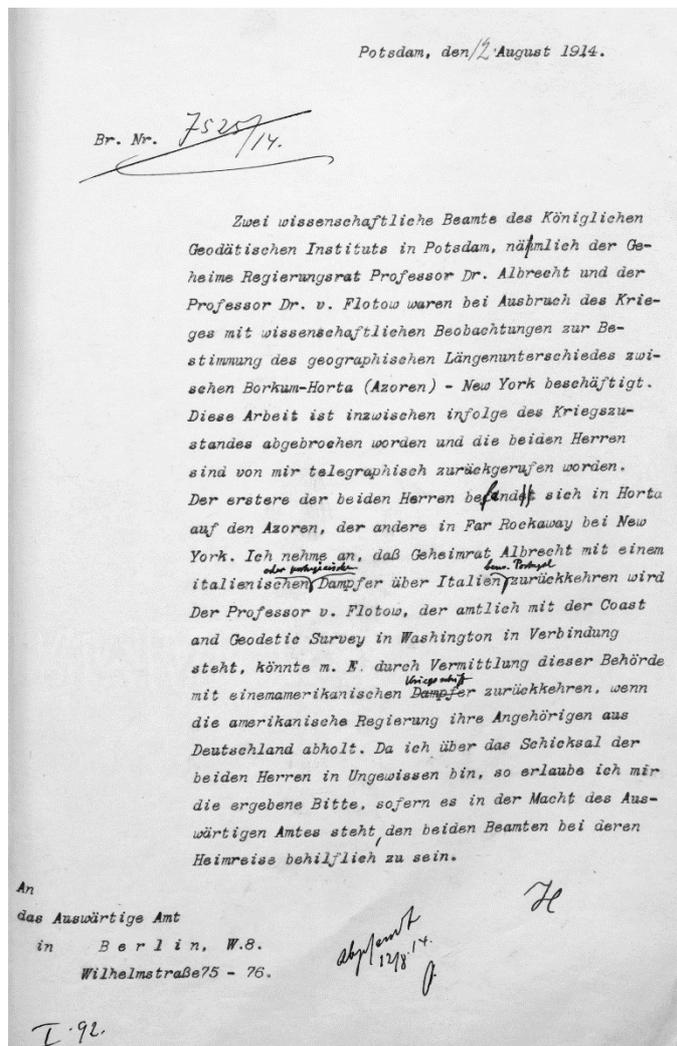 Potsdam, den 12 August 1914.
Br. Nr. 7525/14.
Zwei wissenschaftliche Beamte des Königlichen
Geodätischen Instituts in Potsdam, nämlich der Ge-
heime Regierungsrat Professor Dr. Albrecht und der
Professor Dr. v. Flotow waren bei Ausbruch des Krie-
ges mit wissenschaftlichen Beobachtungen zur Be-
stimmung des geographischen Längenunterschiedes zwi-
schen Borkum-Horta (Azoren) - New York beschäftigt.
Diese Arbeit ist inzwischen infolge des Kriegszu-
standes abgebrochen worden und die beiden Herren
sind von mir telegraphisch zurückgerufen worden.
Der erstere der beiden Herren befand sich in Horta
auf den Azoren, der andere in Far Rockaway bei New
York. Ich nehme an, daß Geheimrat Albrecht mit einem
oder portugiesischen bezw. Portugal
italienischen Dampfer über Italien zurückkehren wird
Der Professor v. Flotow, der amtlich mit der Coast
and Geodetic Survey in Washington in Verbindung
steht, könnte m. E. durch Vermittlung dieser Behörde
Kriegsschiff
mit einemamerikanischen Dampfer zurückkehren, wenn
die amerikanische Regierung ihre Angehörigen aus
Deutschland abholt. Da ich über das Schicksal der
beiden Herren in Ungewissen bin, so erlaube ich mir
die ergebene Bitte, sofern es in der Macht des Aus-
wärtigen Amtes steht, den beiden Beamten bei deren
Heimreise behilflich zu sein.
H
An
das Auswärtige Amt
in Berlin, W.8.
Wilhelmstraße75 - 76.
abgesandt
12/8.14.
I.92.